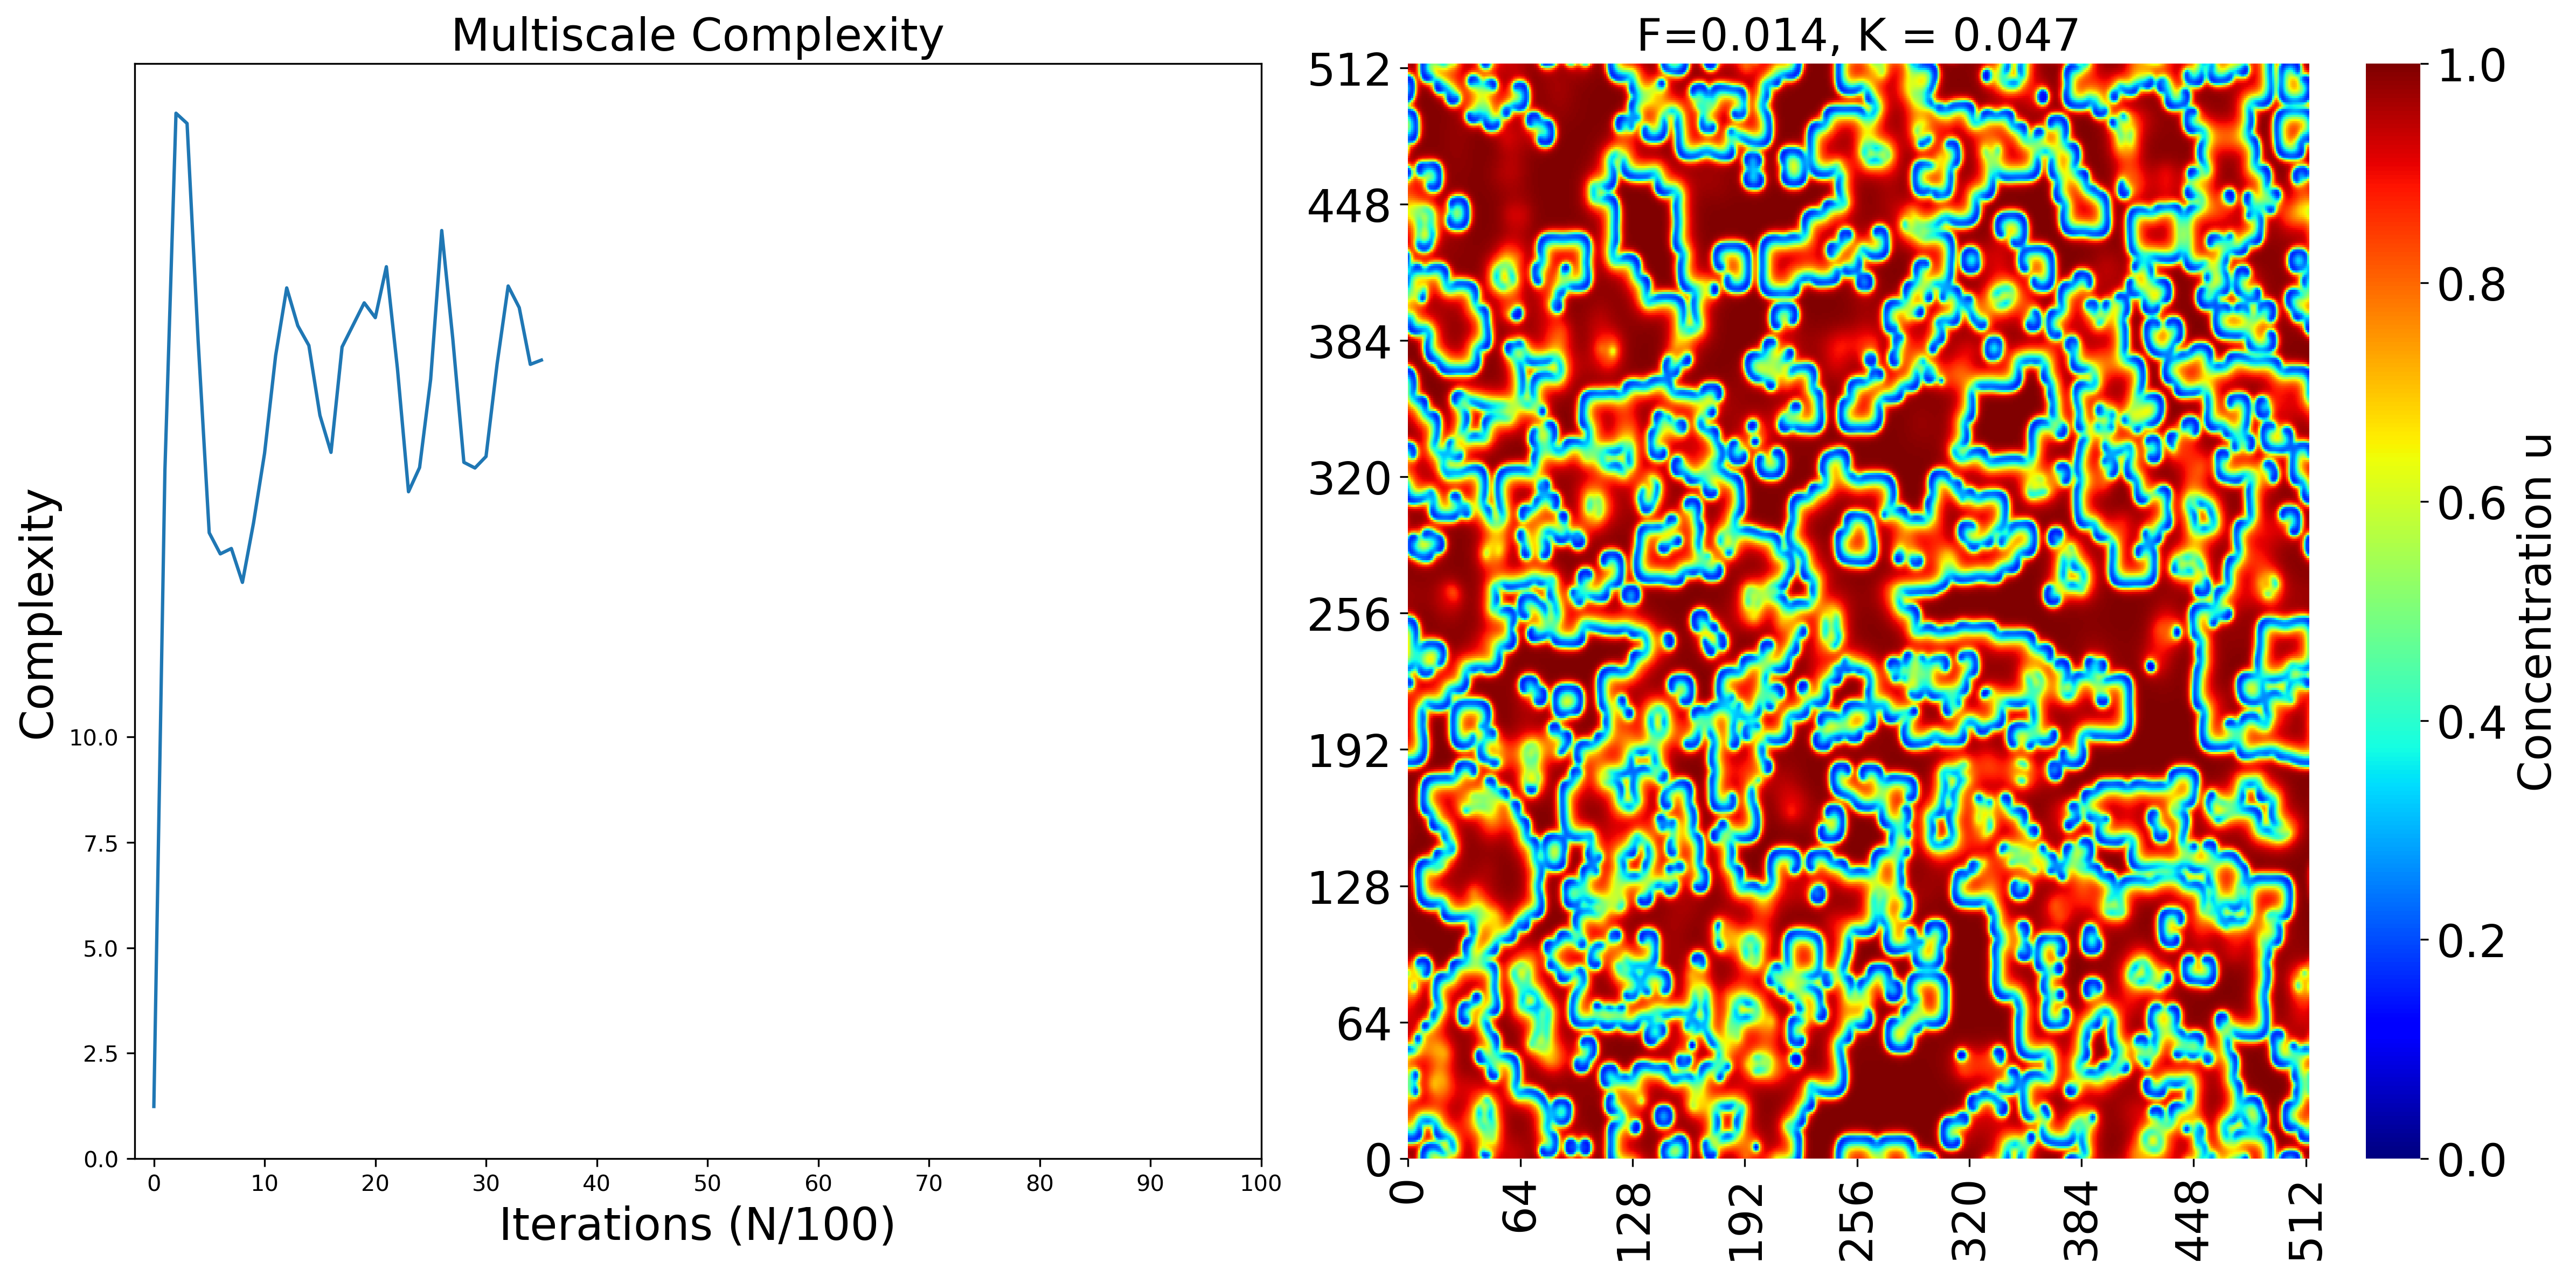 Multiscale Complexity
Complexity
10.0
7.5
5.0
2.5
0.0
0 10 20 30 40 50 60 70 80 90 100
Iterations (N/100)
F=0.014, K = 0.047
512
448
384
320
256
192
128
64
0
0 64 128 192 256 320 384 448 512
1.0
0.8
0.6
0.4
0.2
0.0
Concentration u